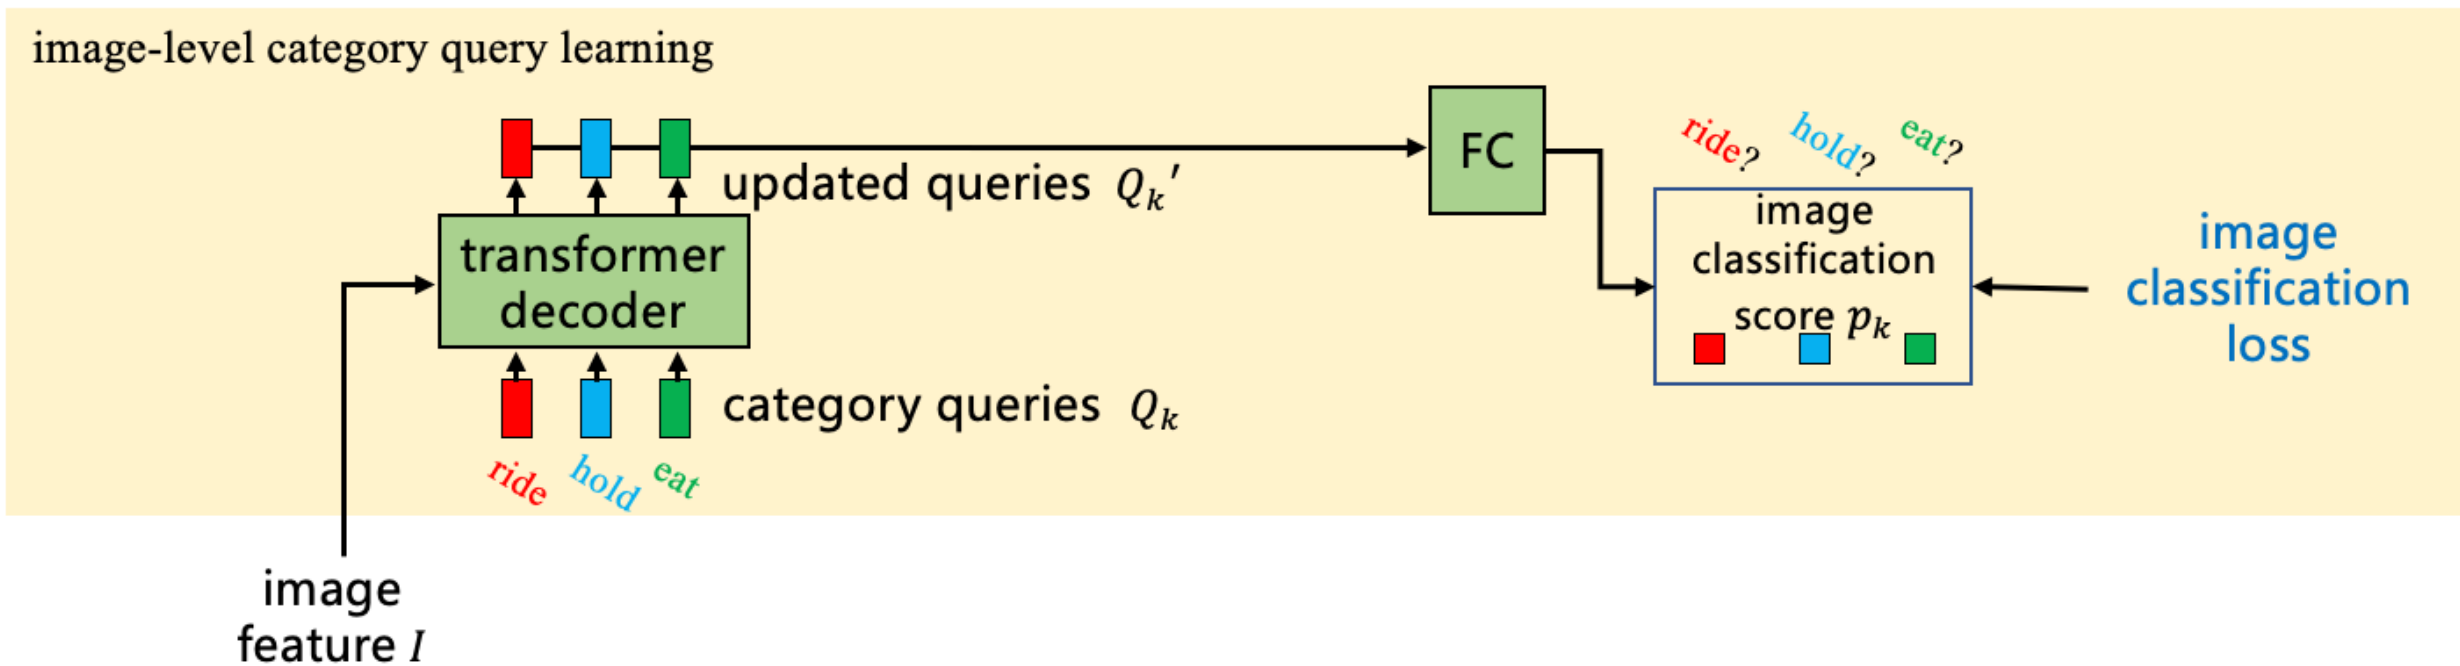 image-level category query learning
ride? hold? eat?
FC
updated queries Qk′
image
classification
score pk
image
classification
loss
transformer
decoder
category queries Qk
ride hold eat
image
feature I